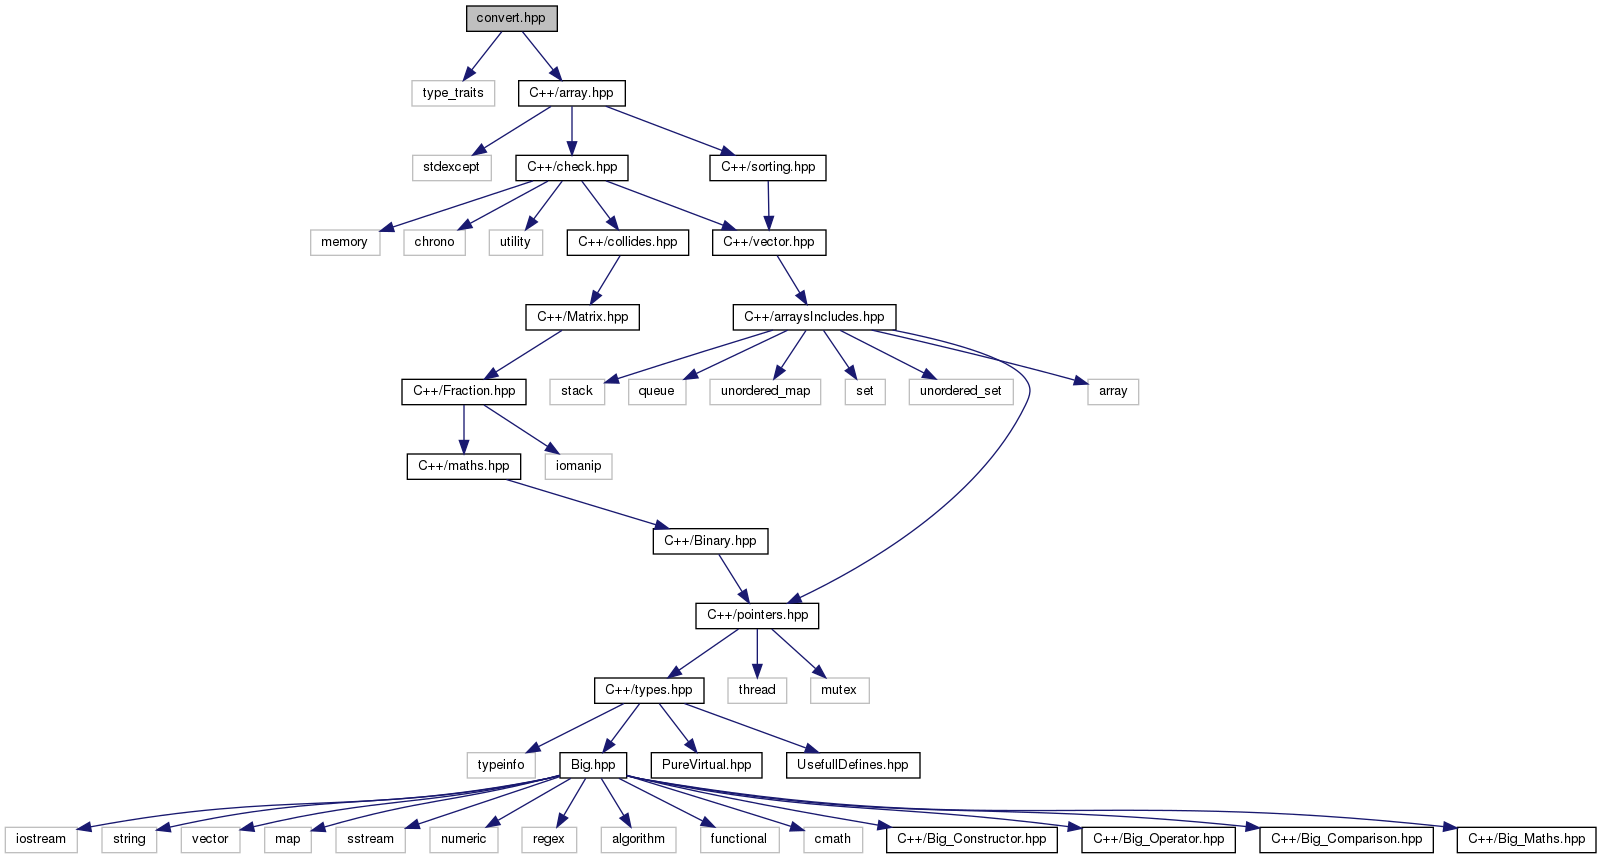 convert.hpp
type_traits
C++/array.hpp
stdexcept
C++/check.hpp
C++/sorting.hpp
memory
chrono
utility
C++/collides.hpp
C++/vector.hpp
C++/Matrix.hpp
C++/arraysIncludes.hpp
C++/Fraction.hpp
stack
queue
unordered_map
set
unordered_set
array
C++/maths.hpp
iomanip
C++/Binary.hpp
C++/pointers.hpp
C++/types.hpp
thread
mutex
typeinfo
Big.hpp
PureVirtual.hpp
UsefullDefines.hpp
iostream
string
vector
map
sstream
numeric
regex
algorithm
functional
cmath
C++/Big_Constructor.hpp
C++/Big_Operator.hpp
C++/Big_Comparison.hpp
C++/Big_Maths.hpp